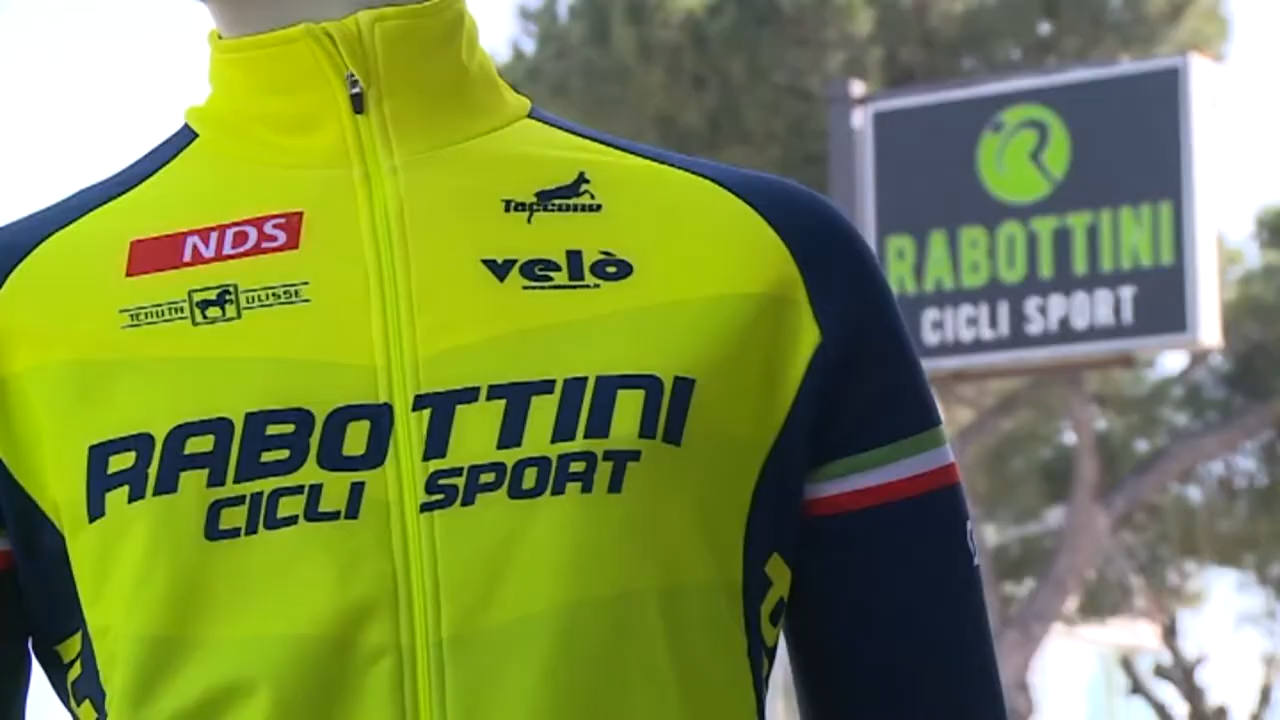 NDS
TENUTA ULISSE
Taccone
velò
RABOTTINI
CICLI SPORT
RABOTTINI
CICLI SPORT